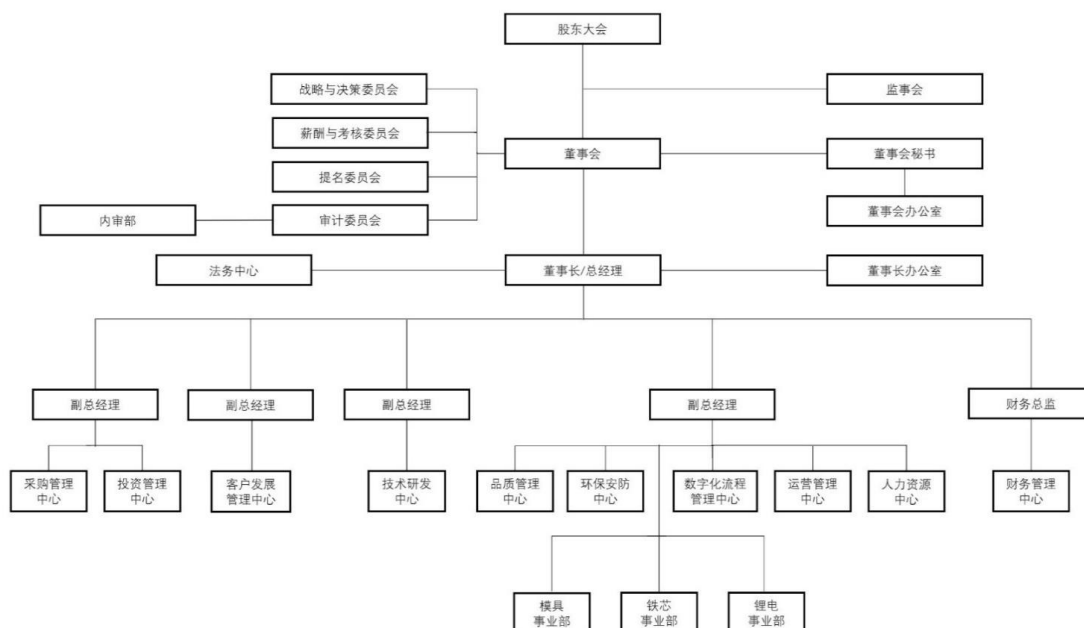 股东大会
战略与决策委员会
监事会
薪酬与考核委员会
董事会
董事会秘书
提名委员会
内审部
审计委员会
董事会办公室
法务中心
董事长/总经理
董事长办公室
副总经理
副总经理
副总经理
副总经理
财务总监
采购管理
中心
投资管理
中心
客户发展
管理中心
技术研发
中心
品质管理
中心
环保安防
中心
数字化流程
管理中心
运营管理
中心
人力资源
中心
财务管理
中心
模具
事业部
铁芯
事业部
锂电
事业部